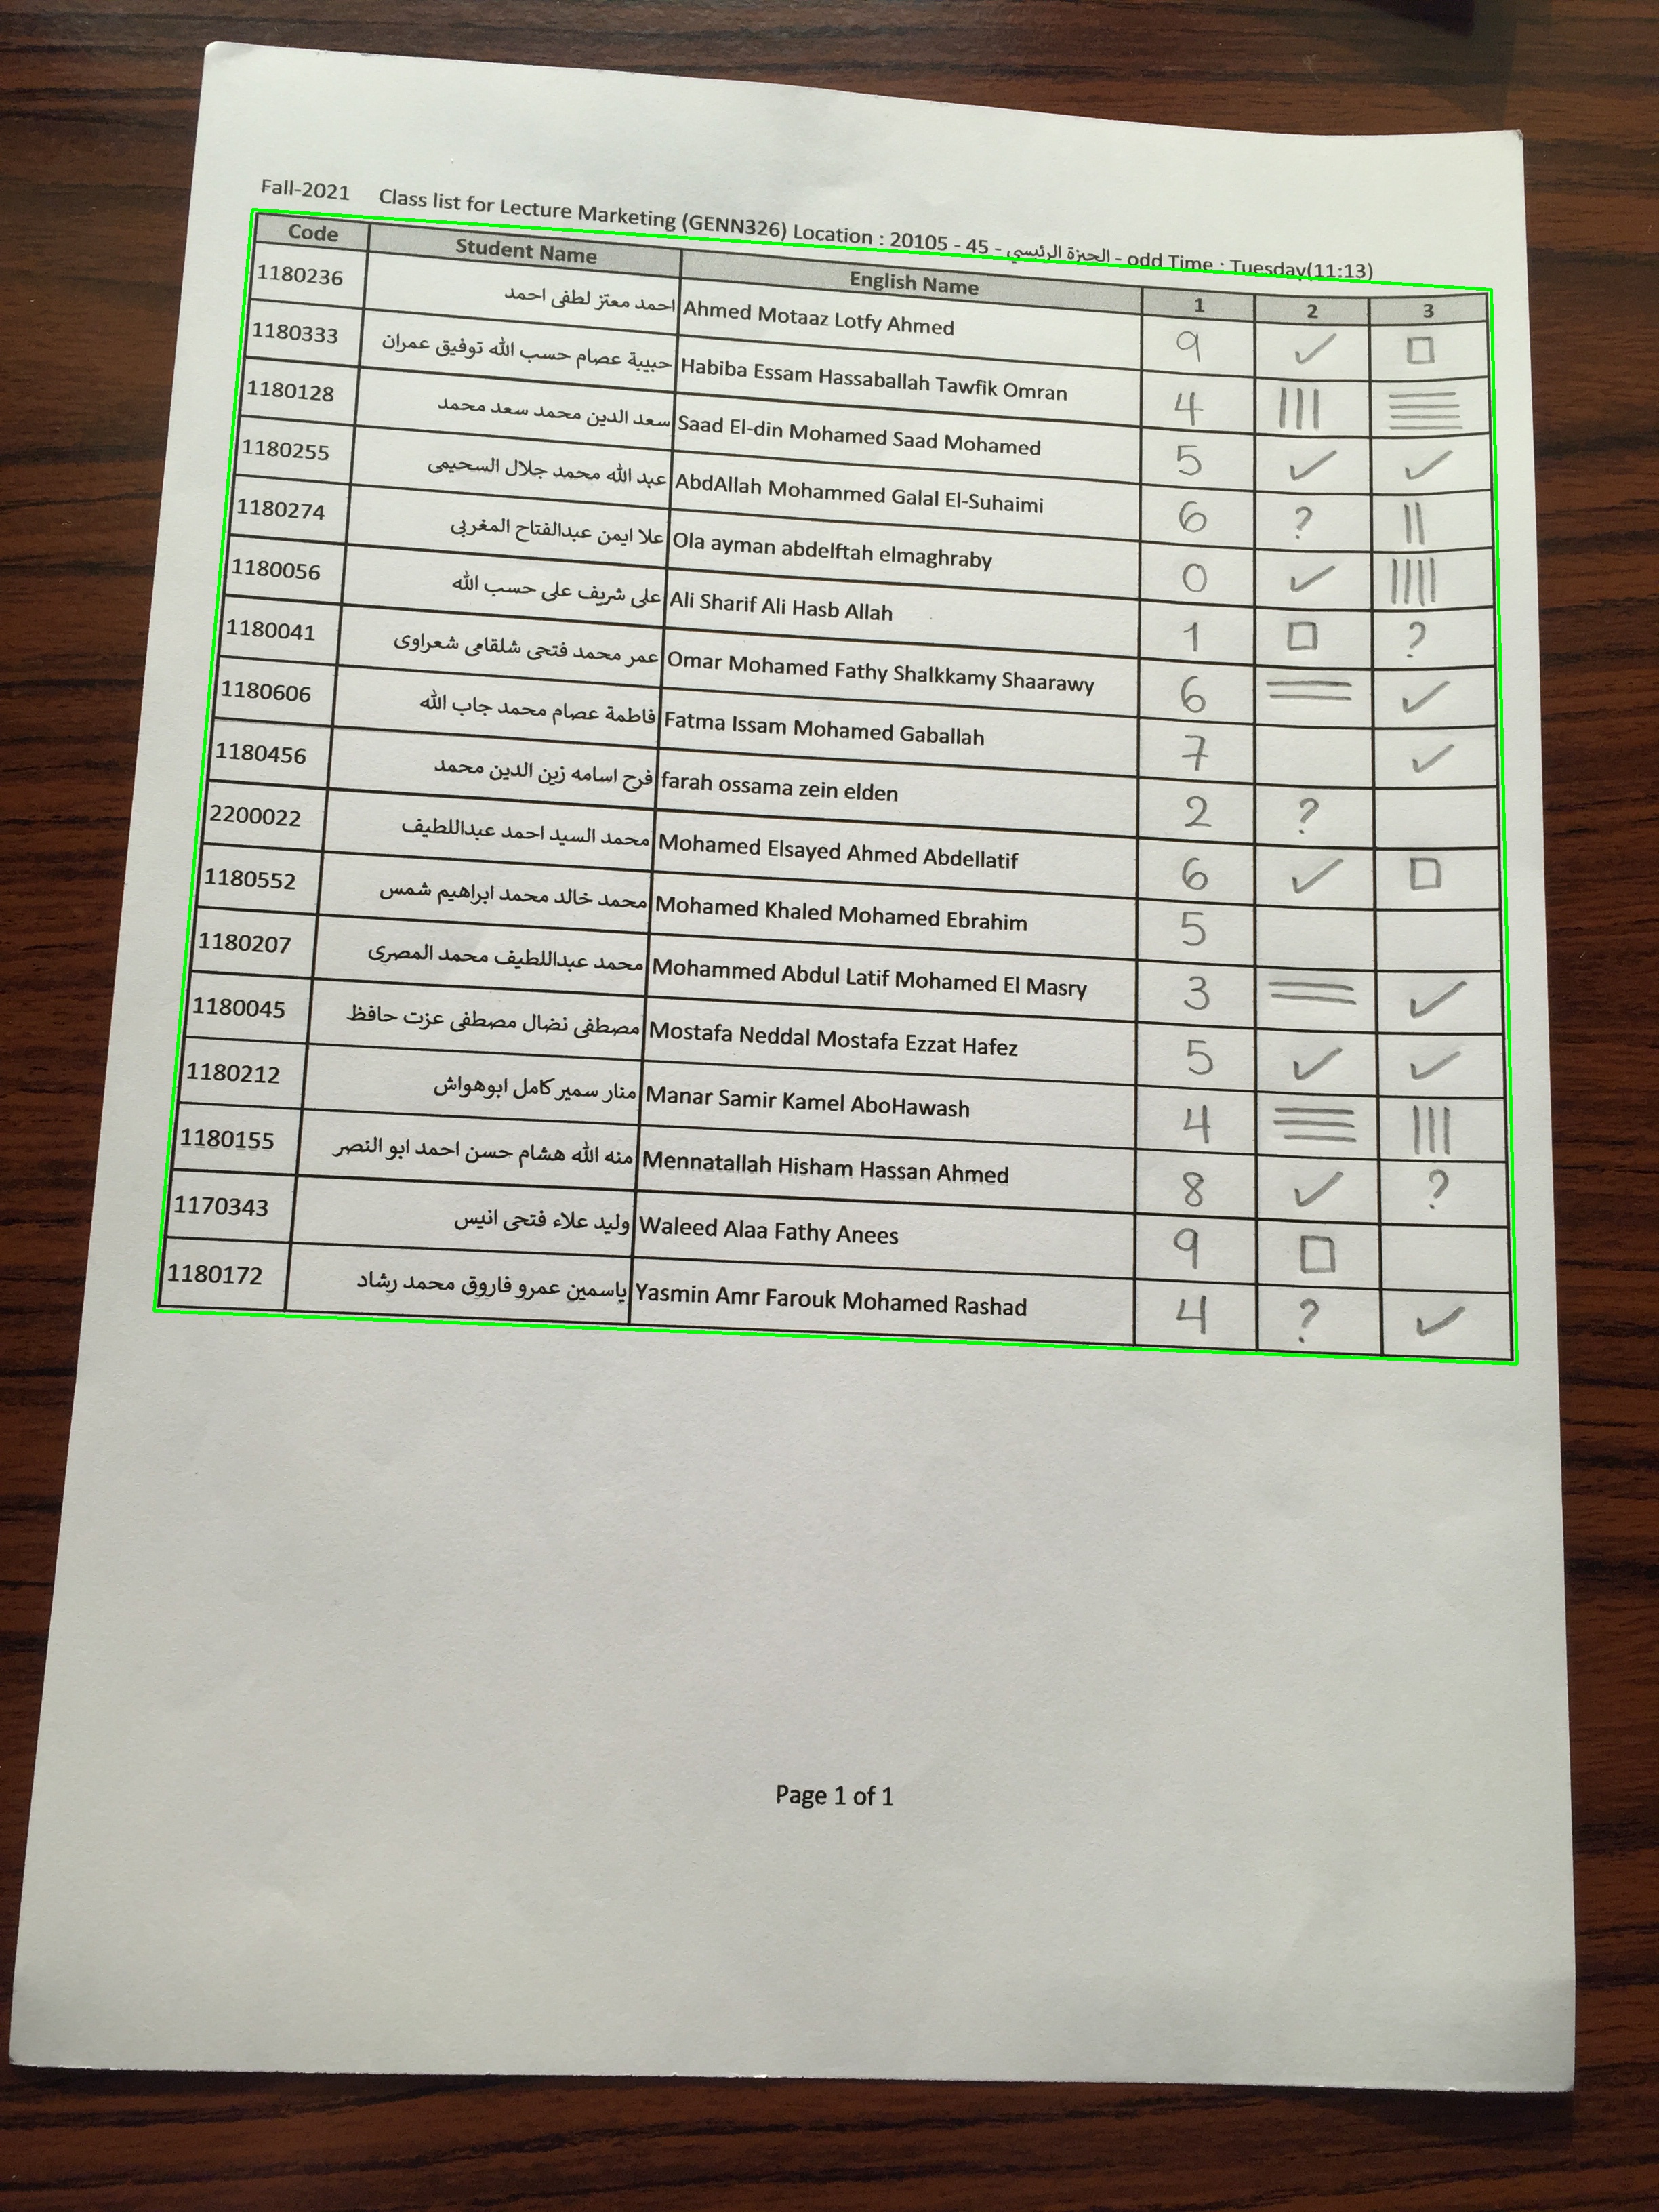 Fall-2021 Class list for Lecture Marketing (GENN326) Location : 20105 - 45 - الجيزة الرئيسي - odd Time : Tuesday(11:13)
Code Student Name English Name 1 2 3
1180236 احمد معتز لطفى احمد Ahmed Motaaz Lotfy Ahmed 9 ✓ □
1180333 حبيبة عصام حسب الله توفيق عمران Habiba Essam Hassaballah Tawfik Omran 4 |||
1180128 سعد الدين محمد سعد محمد Saad El-din Mohamed Saad Mohamed 5 ✓ ✓
1180255 عبد الله محمد جلال السحيمى AbdAllah Mohammed Galal El-Suhaimi 6 ? ||
1180274 علا ايمن عبدالفتاح المغربى Ola ayman abdelftah elmaghraby 0 ✓ ||||
1180056 على شريف على حسب الله Ali Sharif Ali Hasb Allah 1 □ ?
1180041 عمر محمد فتحى شلقامى شعراوى Omar Mohamed Fathy Shalkkamy Shaarawy 6 = ✓
1180606 فاطمة عصام محمد جاب الله Fatma Issam Mohamed Gaballah 7 ✓
1180456 فرح اسامه زين الدين محمد farah ossama zein elden 2 ?
2200022 محمد السيد احمد عبداللطيف Mohamed Elsayed Ahmed Abdellatif 6 ✓ □
1180552 محمد خالد محمد ابراهيم شمس Mohamed Khaled Mohamed Ebrahim 5
1180207 محمد عبداللطيف محمد المصرى Mohammed Abdul Latif Mohamed El Masry 3 = ✓
1180045 مصطفى نضال مصطفى عزت حافظ Mostafa Neddal Mostafa Ezzat Hafez 5 ✓ ✓
1180212 منار سمير كامل ابوهواش Manar Samir Kamel AboHawash 4 ≡ |||
1180155 منه الله هشام حسن احمد ابو النصر Mennatallah Hisham Hassan Ahmed 8 ✓ ?
1170343 وليد علاء فتحى انيس Waleed Alaa Fathy Anees 9 □
1180172 ياسمين عمرو فاروق محمد رشاد Yasmin Amr Farouk Mohamed Rashad 4 ? ✓
Page 1 of 1